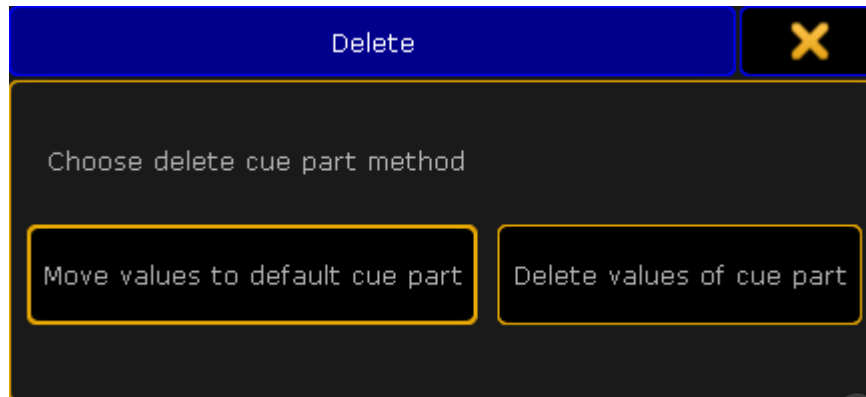 Delete
Choose delete cue part method
Move values to default cue part
Delete values of cue part